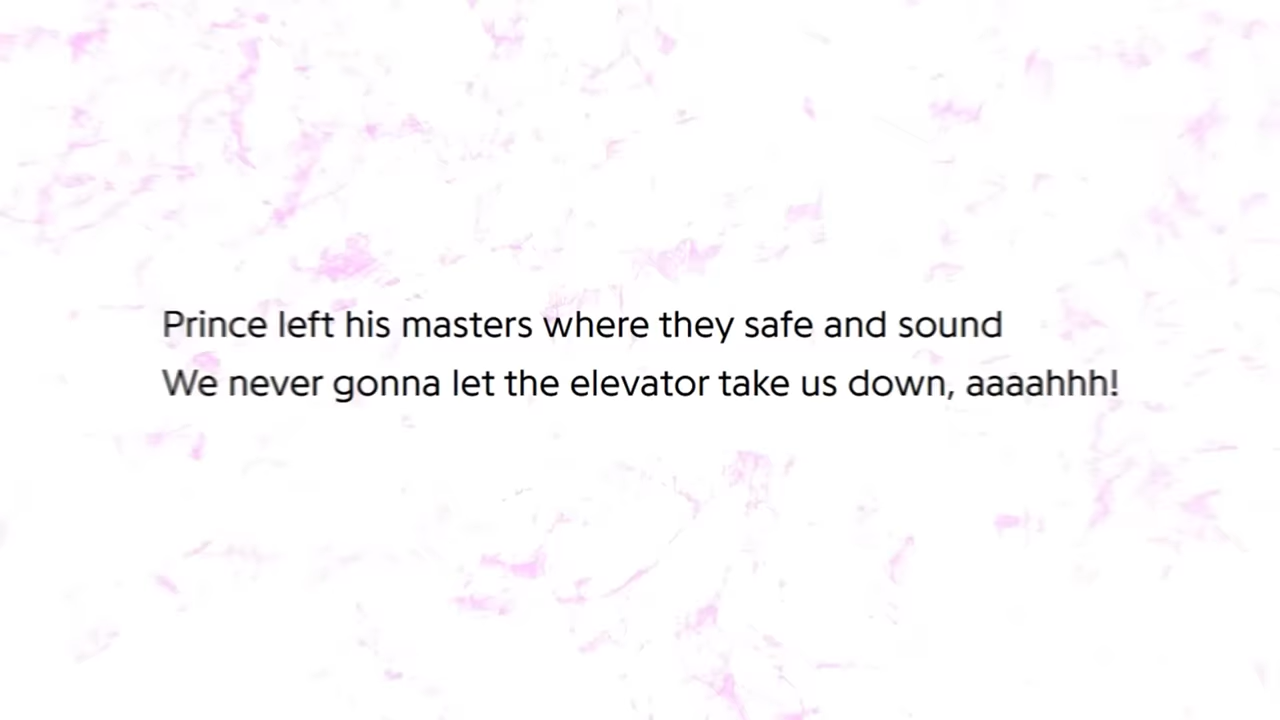 Prince left his masters where they safe and sound
We never gonna let the elevator take us down, aaaahhh!